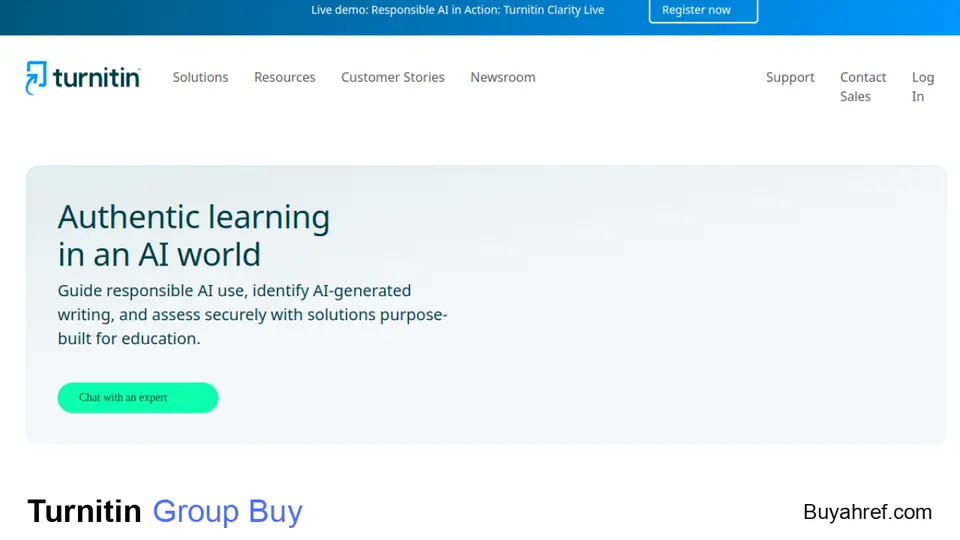 Live demo: Responsible AI in Action: Turnitin Clarity Live Register now
turnitin Solutions Resources Customer Stories Newsroom Support Contact Sales Log In
Authentic learning
in an AI world
Guide responsible AI use, identify AI-generated
writing, and assess securely with solutions purpose-
built for education.
Chat with an expert
Turnitin Group Buy
Buyahref.com